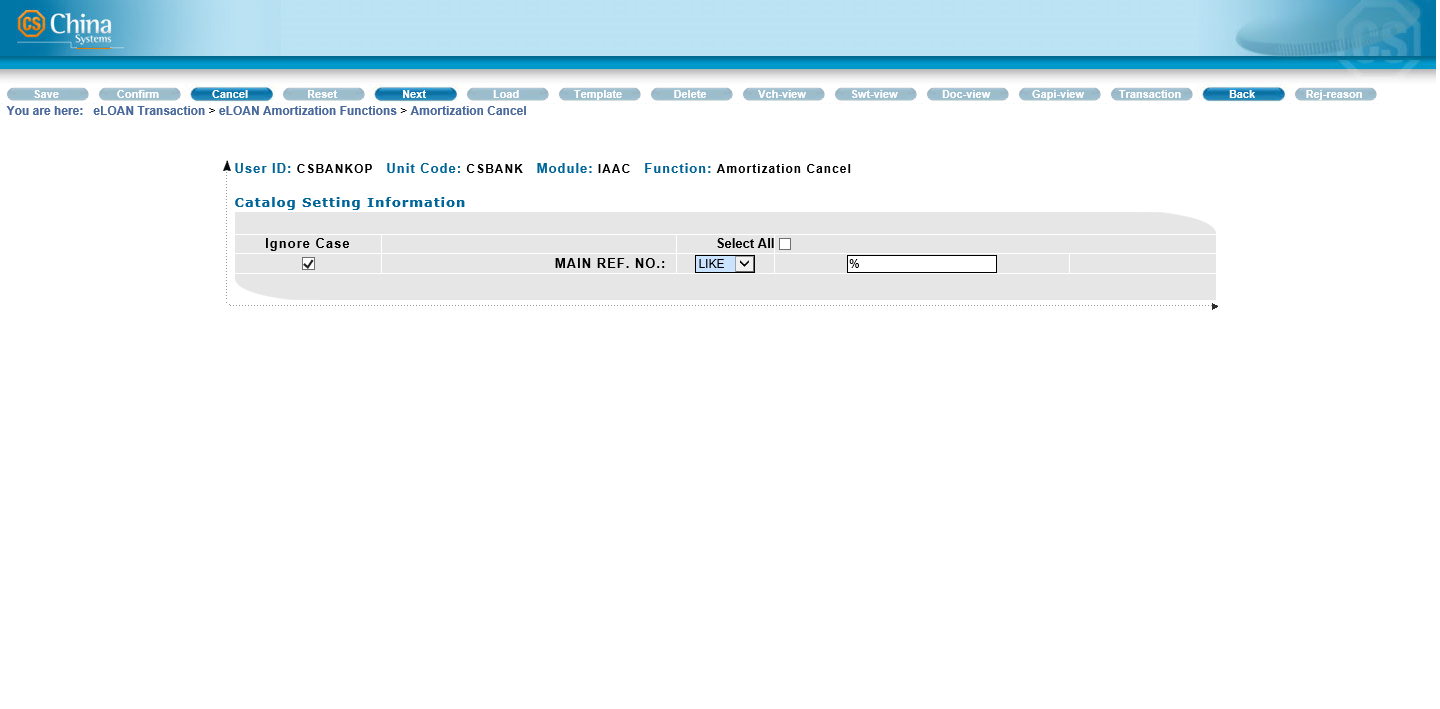 CS China Systems
Save Confirm Cancel Reset Next Load Template Delete Vch-view Swt-view Doc-view Gapi-view Transaction Back Rej-reason
You are here: eLOAN Transaction > eLOAN Amortization Functions > Amortization Cancel
User ID: CSBANKOP Unit Code: CSBANK Module: IAAC Function: Amortization Cancel
Catalog Setting Information
Ignore Case Select All
MAIN REF. NO.: LIKE %